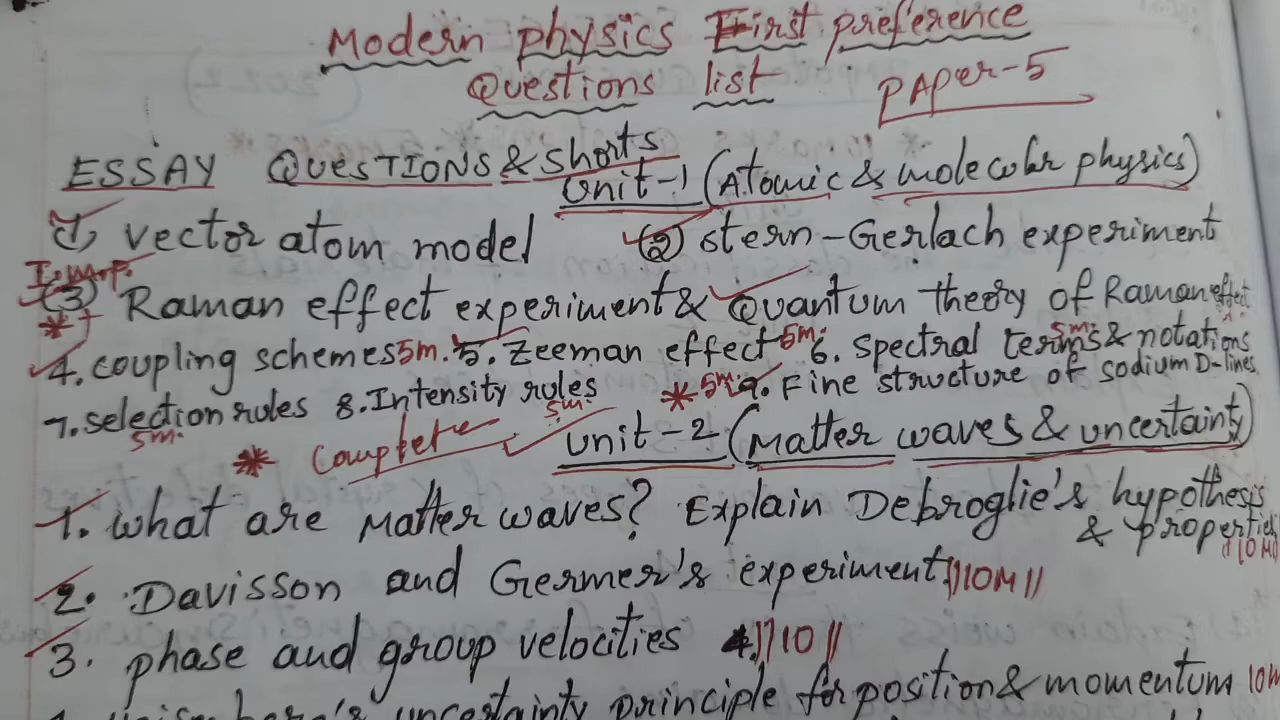 Modern physics First preference
Questions list PAPer-5
ESSAY QUESTIONS & Shorts
Unit-1 (Atomic & molecular physics)
1) vector atom model (2) stern-Gerlach experiment
I.m.p.
(3) Raman effect experiment & Quantum theory of Raman effect
4. coupling schemes 5m. 5. Zeeman effect 5m. 6. spectral terms & notations 5m.
7. selection rules 5m. 8. Intensity rules 5m. * 5m. 9. Fine structure of sodium D-lines
* Complete Unit-2 (Matter waves & uncertainty)
1. What are Matter waves? Explain Debroglie's hypothesis
& properties 10M
2. Davisson and Germer's experiment //10M//
3. phase and group velocities //10//
uncertainty principle for position & momentum 10M